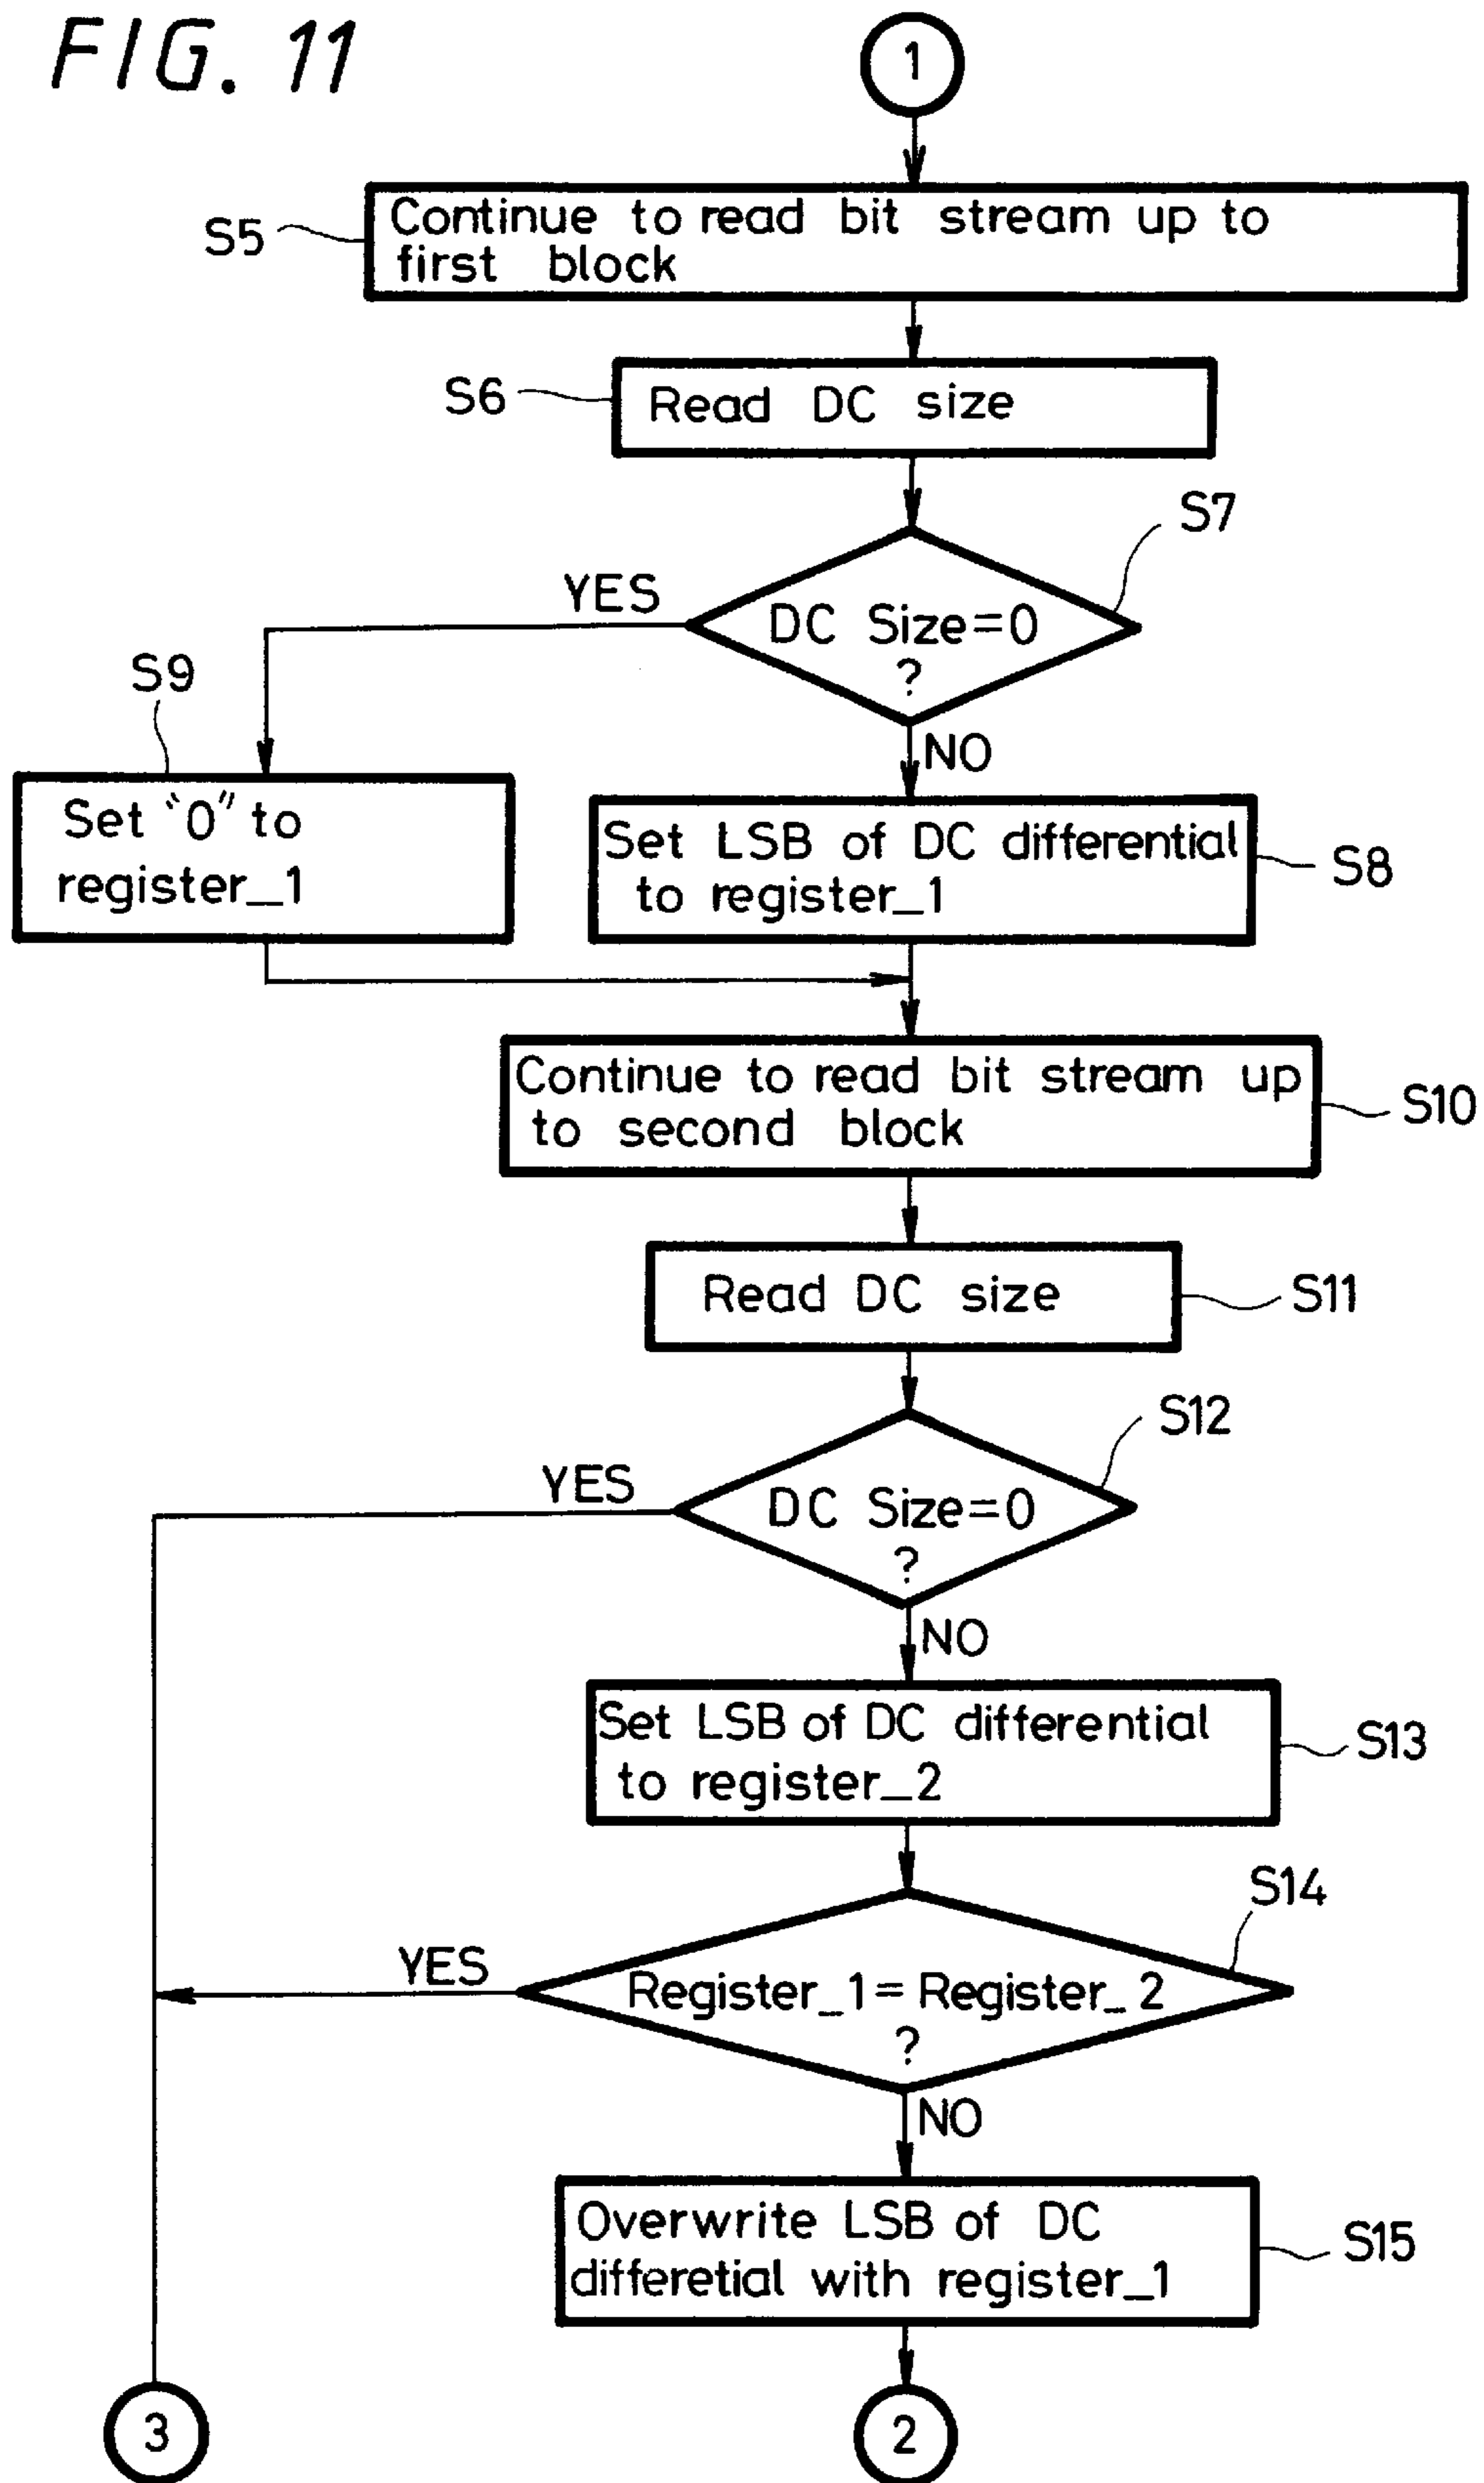 FIG. 11
1
S5
Continue to read bit stream up to
first block
S6
Read DC size
S7
YES
DC Size=0
?
S9
NO
Set "0" to
register_1
Set LSB of DC differential
to register_1
S8
Continue to read bit stream up
to second block
S10
Read DC size
S11
S12
YES
DC Size=0
?
NO
Set LSB of DC differential
to register_2
S13
S14
YES
Register_1=Register_2
?
NO
Overwrite LSB of DC
differetial with register_1
S15
3
2